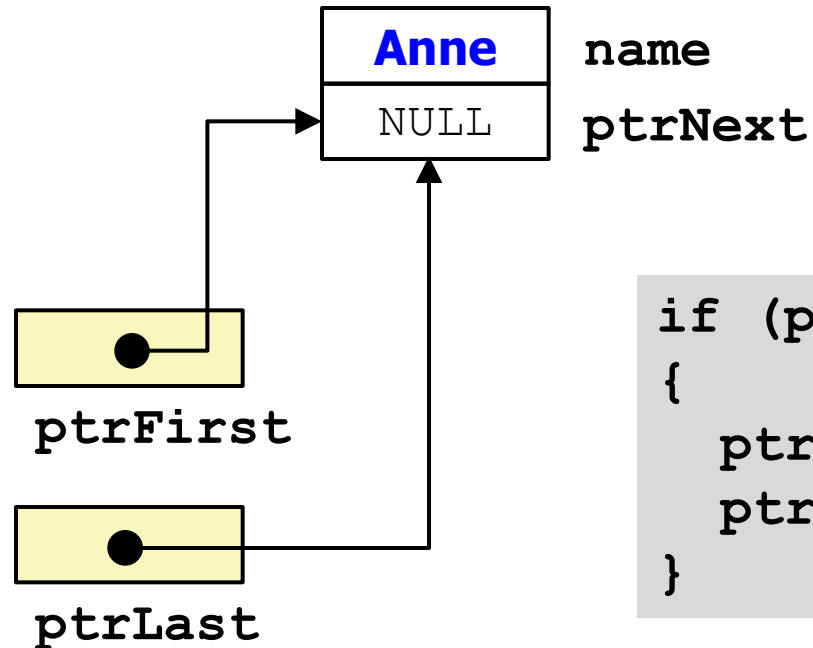 Anne name
NULL ptrNext
ptrFirst
ptrLast
if (p
{
ptr
ptr
}